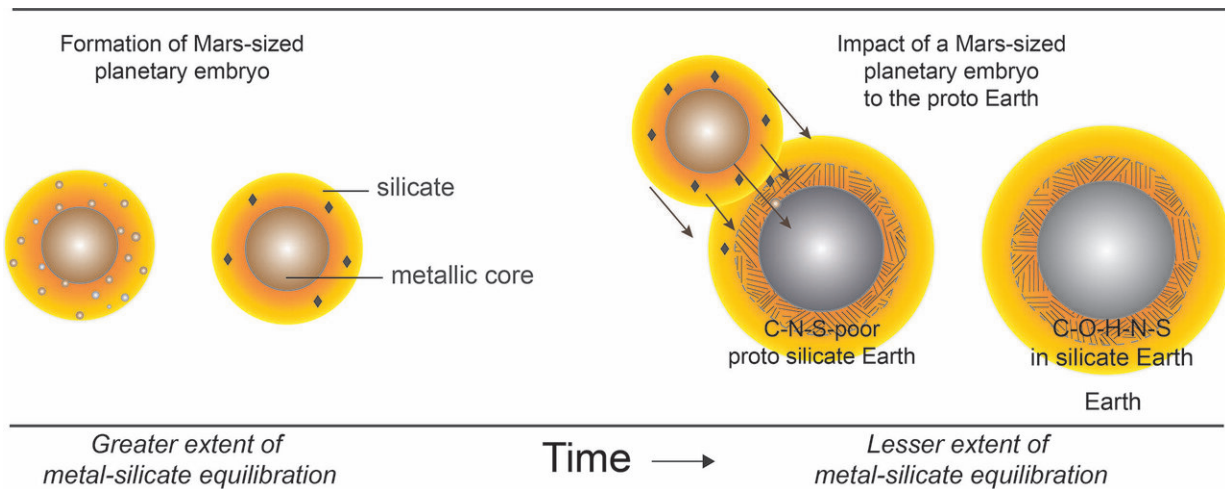 Formation of Mars-sized
planetary embryo
Impact of a Mars-sized
planetary embryo
to the proto Earth
silicate
metallic core
C-N-S-poor
proto silicate Earth
C-O-H-N-S
in silicate Earth
Earth
Greater extent of
metal-silicate equilibration
Time
Lesser extent of
metal-silicate equilibration